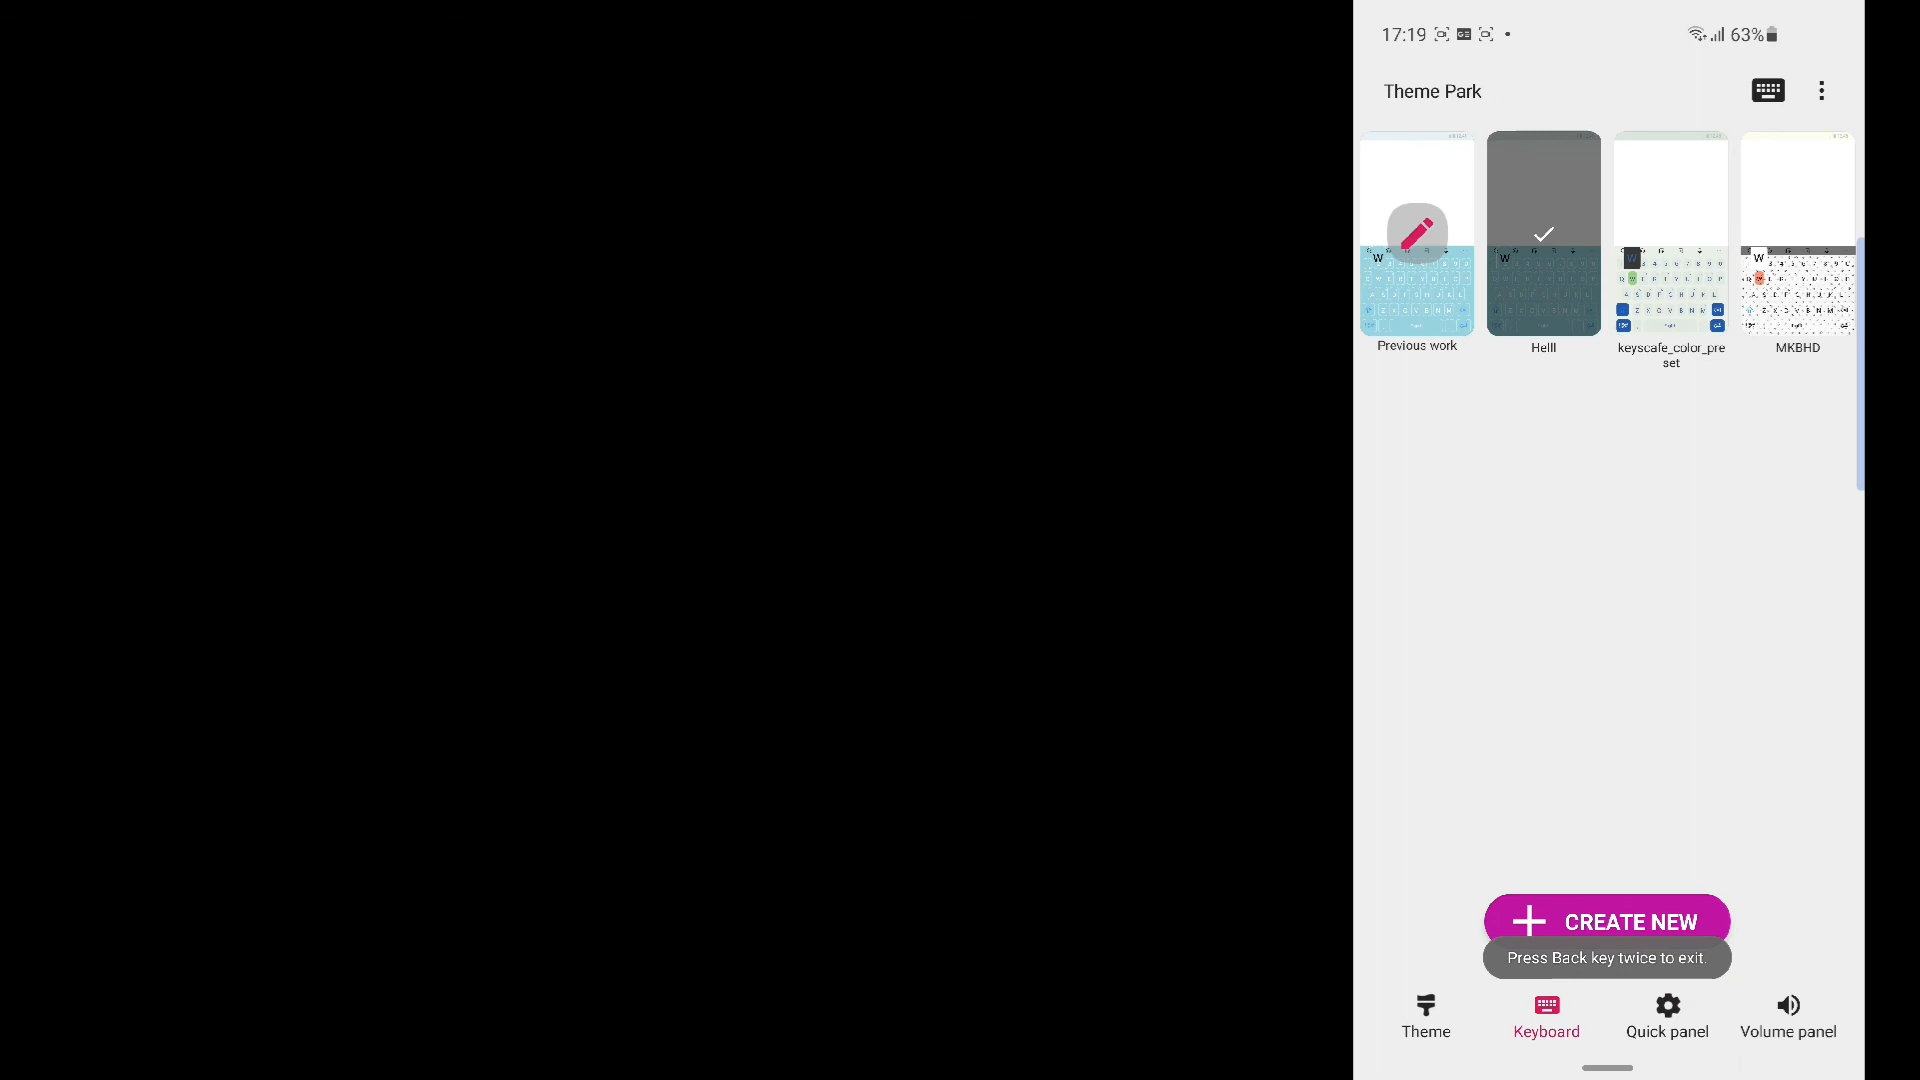 17:19 63%
Theme Park
W
W
W
W
Previous work
Helll
keyscafe_color_pre
set
MKBHD
CREATE NEW
Press Back key twice to exit.
Theme
Keyboard
Quick panel
Volume panel